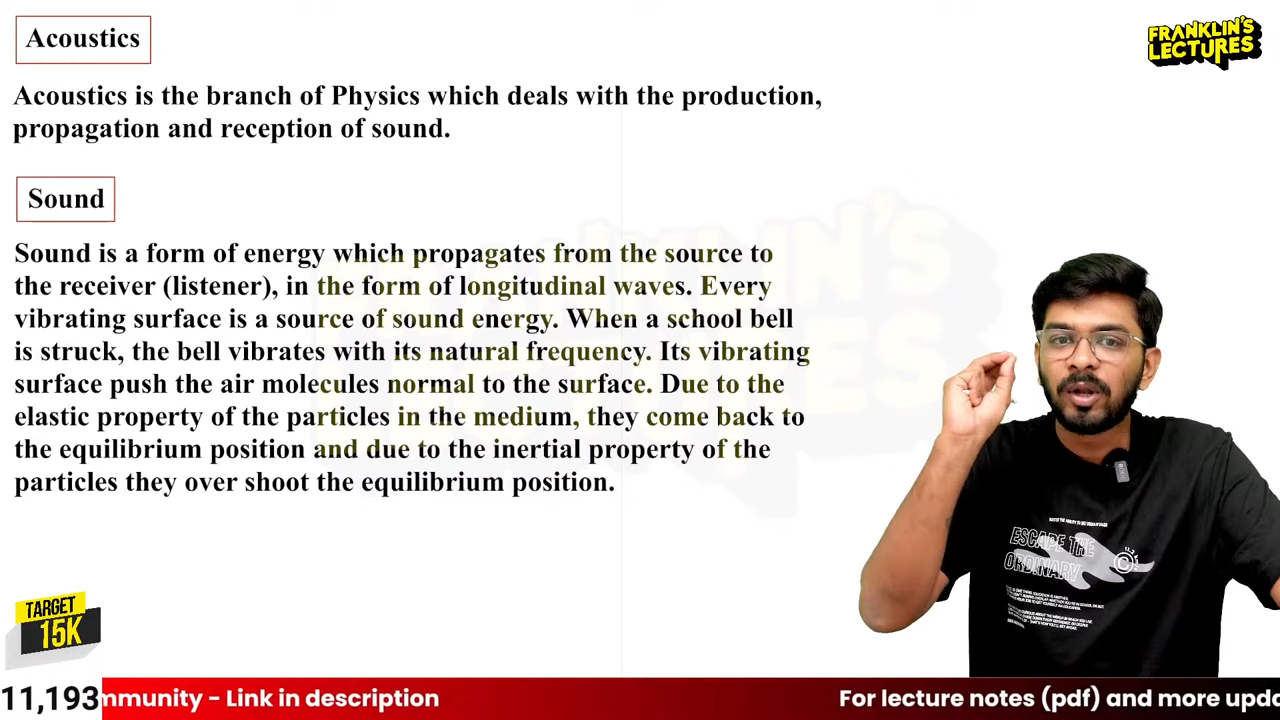 Acoustics
FRANKLIN'S
LECTURES
Acoustics is the branch of Physics which deals with the production,
propagation and reception of sound.
Sound
Sound is a form of energy which propagates from the source to
the receiver (listener), in the form of longitudinal waves. Every
vibrating surface is a source of sound energy. When a school bell
is struck, the bell vibrates with its natural frequency. Its vibrating
surface push the air molecules normal to the surface. Due to the
elastic property of the particles in the medium, they come back to
the equilibrium position and due to the inertial property of the
particles they over shoot the equilibrium position.
FRANKLIN'S
LECTURES
ESCAPE THE
ORDINARY
TARGET
15K
11,193
mmunity - Link in description
For lecture notes (pdf) and more upda